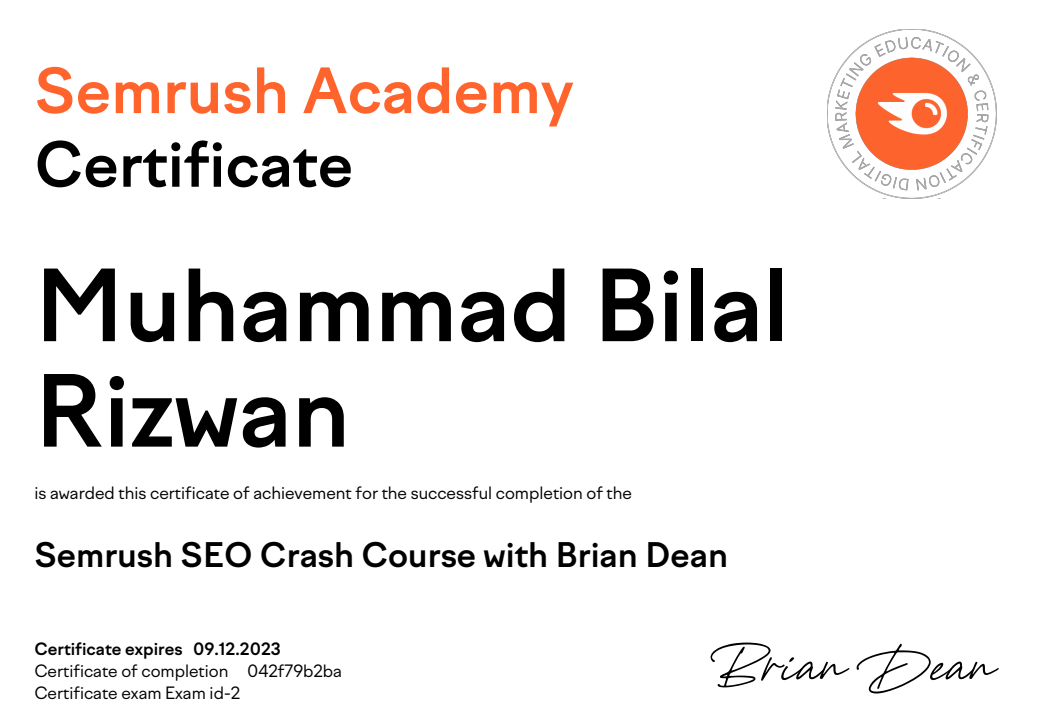 Semrush Academy
Certificate
DIGITAL MARKETING EDUCATION & CERTIFICATION
Muhammad Bilal
Rizwan
is awarded this certificate of achievement for the successful completion of the
Semrush SEO Crash Course with Brian Dean
Certificate expires 09.12.2023
Certificate of completion 042f79b2ba
Certificate exam Exam id-2
Brian Dean